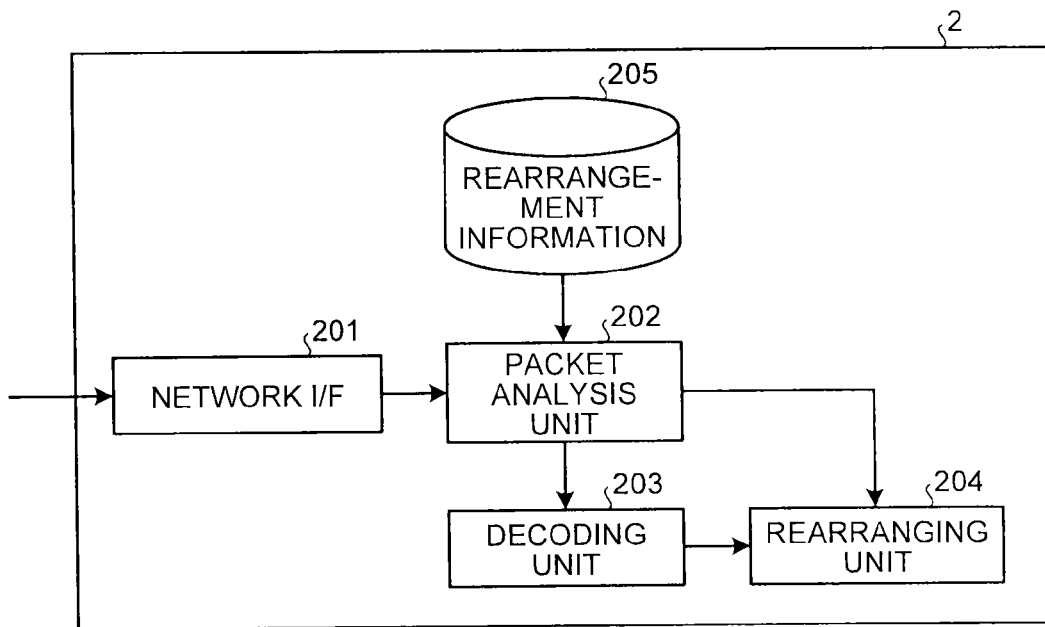 2
205
REARRANGE-
MENT
INFORMATION
201
NETWORK I/F
202
PACKET
ANALYSIS
UNIT
203
DECODING
UNIT
204
REARRANGING
UNIT